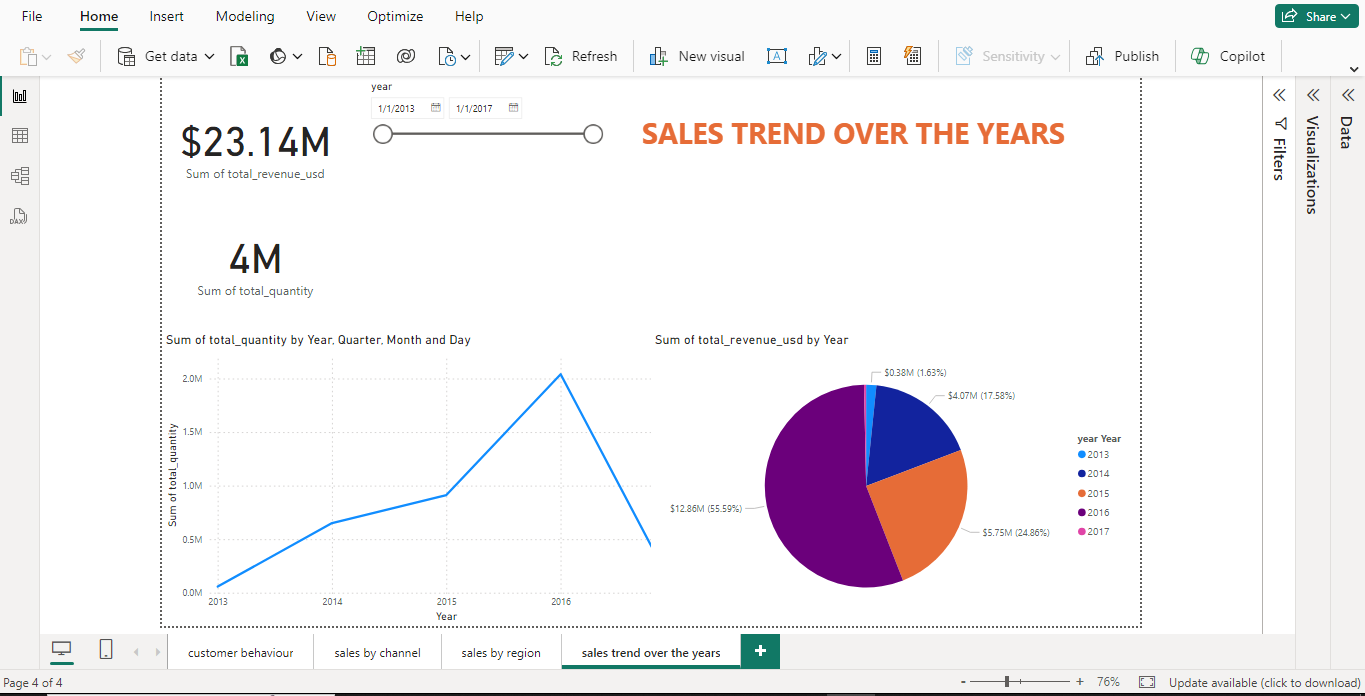 File Home Insert Modeling View Optimize Help Share
Get data Refresh New visual Sensitivity Publish Copilot
year
1/1/2013 1/1/2017
$23.14M
Sum of total_revenue_usd
SALES TREND OVER THE YEARS
4M
Sum of total_quantity
Sum of total_quantity by Year, Quarter, Month and Day
2.0M
1.5M
1.0M
0.5M
0.0M
Sum of total_quantity
2013 2014 2015 2016
Year
Sum of total_revenue_usd by Year
$0.38M (1.63%)
$4.07M (17.58%)
$12.86M (55.59%)
$5.75M (24.86%)
year Year
2013
2014
2015
2016
2017
Filters
Visualizations
Data
customer behaviour sales by channel sales by region sales trend over the years +
Page 4 of 4 - + 76% Update available (click to download)